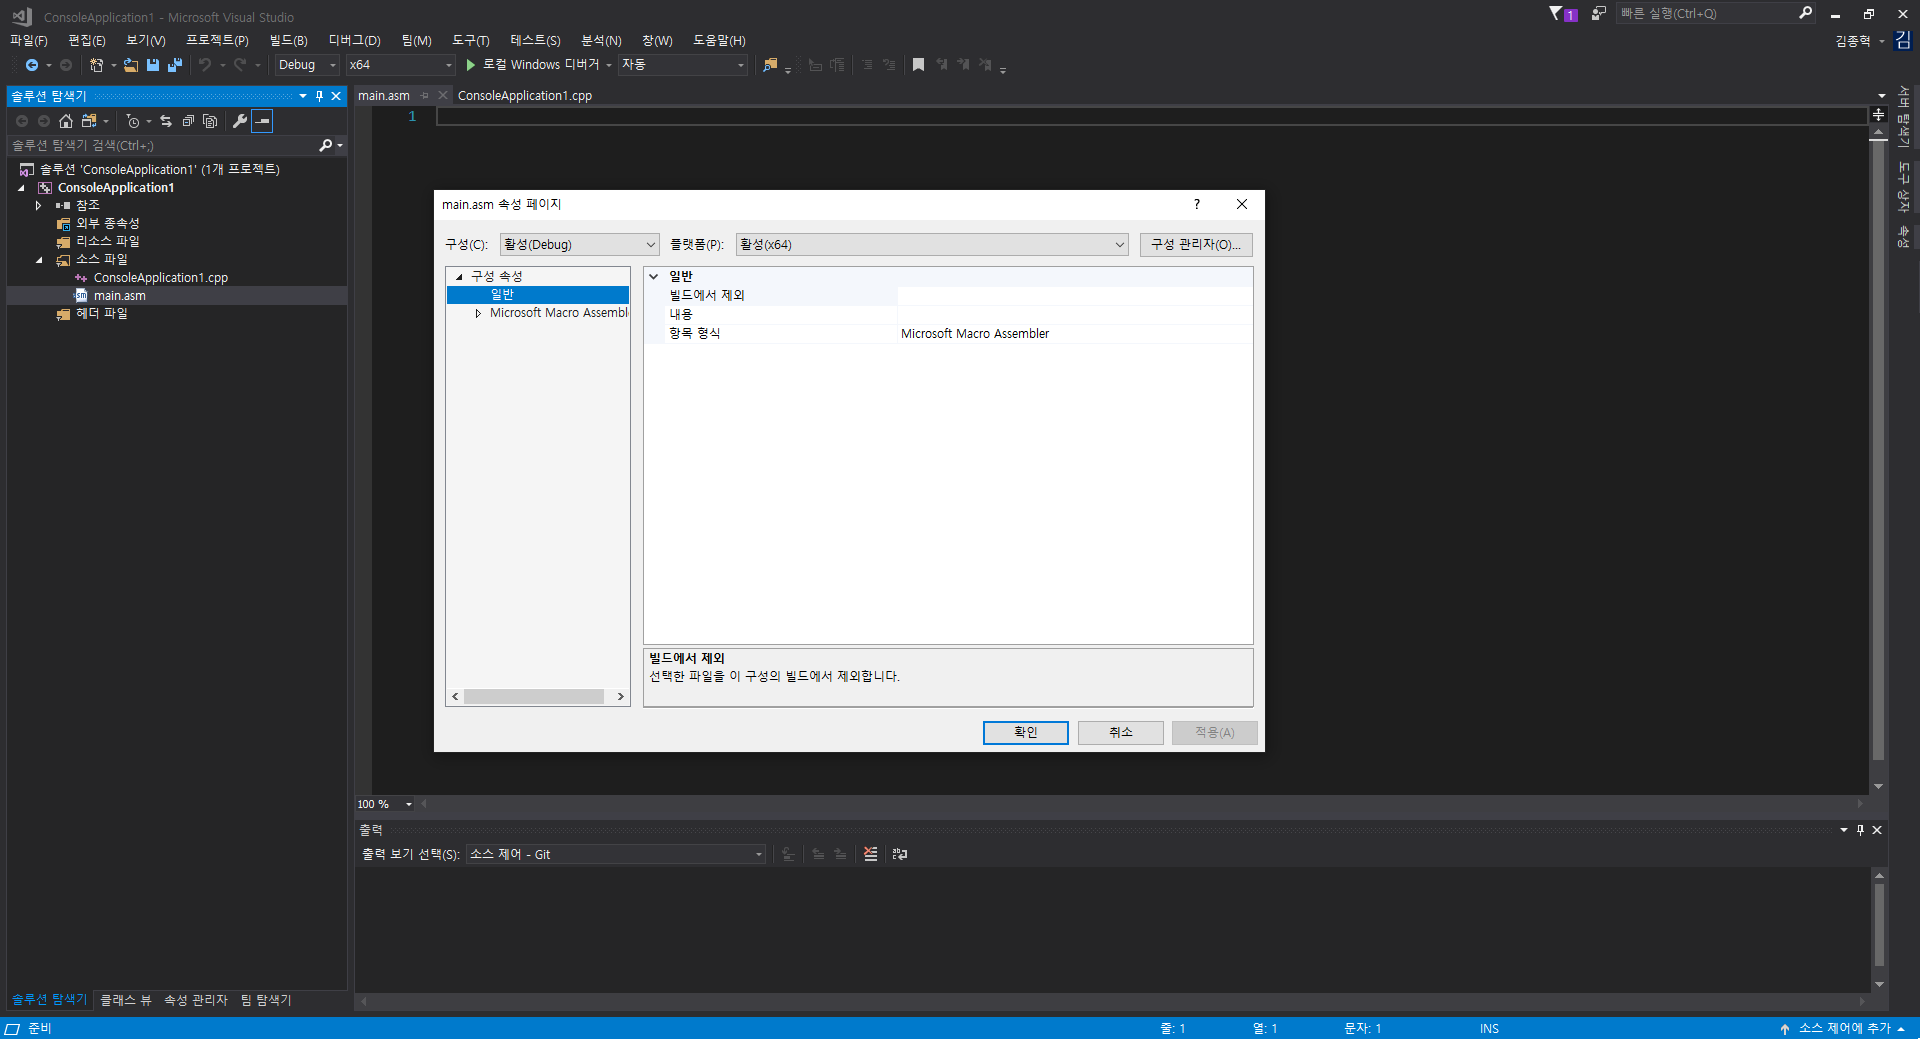 ConsoleApplication1 - Microsoft Visual Studio
1
빠른 실행(Ctrl+Q)
파일(F) 편집(E) 보기(V) 프로젝트(P) 빌드(B) 디버그(D) 팀(M) 도구(T) 테스트(S) 분석(N) 창(W) 도움말(H)
김종혁
김
Debug x64 로컬 Windows 디버거 자동
솔루션 탐색기
솔루션 탐색기 검색(Ctrl+;)
솔루션 'ConsoleApplication1' (1개 프로젝트)
ConsoleApplication1
참조
외부 종속성
리소스 파일
소스 파일
ConsoleApplication1.cpp
main.asm
헤더 파일
솔루션 탐색기 클래스 뷰 속성 관리자 팀 탐색기
main.asm ConsoleApplication1.cpp
1
main.asm 속성 페이지
?
구성(C): 활성(Debug) 플랫폼(P): 활성(x64) 구성 관리자(O)...
구성 속성
일반
Microsoft Macro Assembl
일반
빌드에서 제외
내용
항목 형식 Microsoft Macro Assembler
빌드에서 제외
선택한 파일을 이 구성의 빌드에서 제외합니다.
확인 취소 적용(A)
100 %
출력
출력 보기 선택(S): 소스 제어 - Git
서버 탐색기
도구 상자
속성
준비 줄: 1 열: 1 문자: 1 INS 소스 제어에 추가